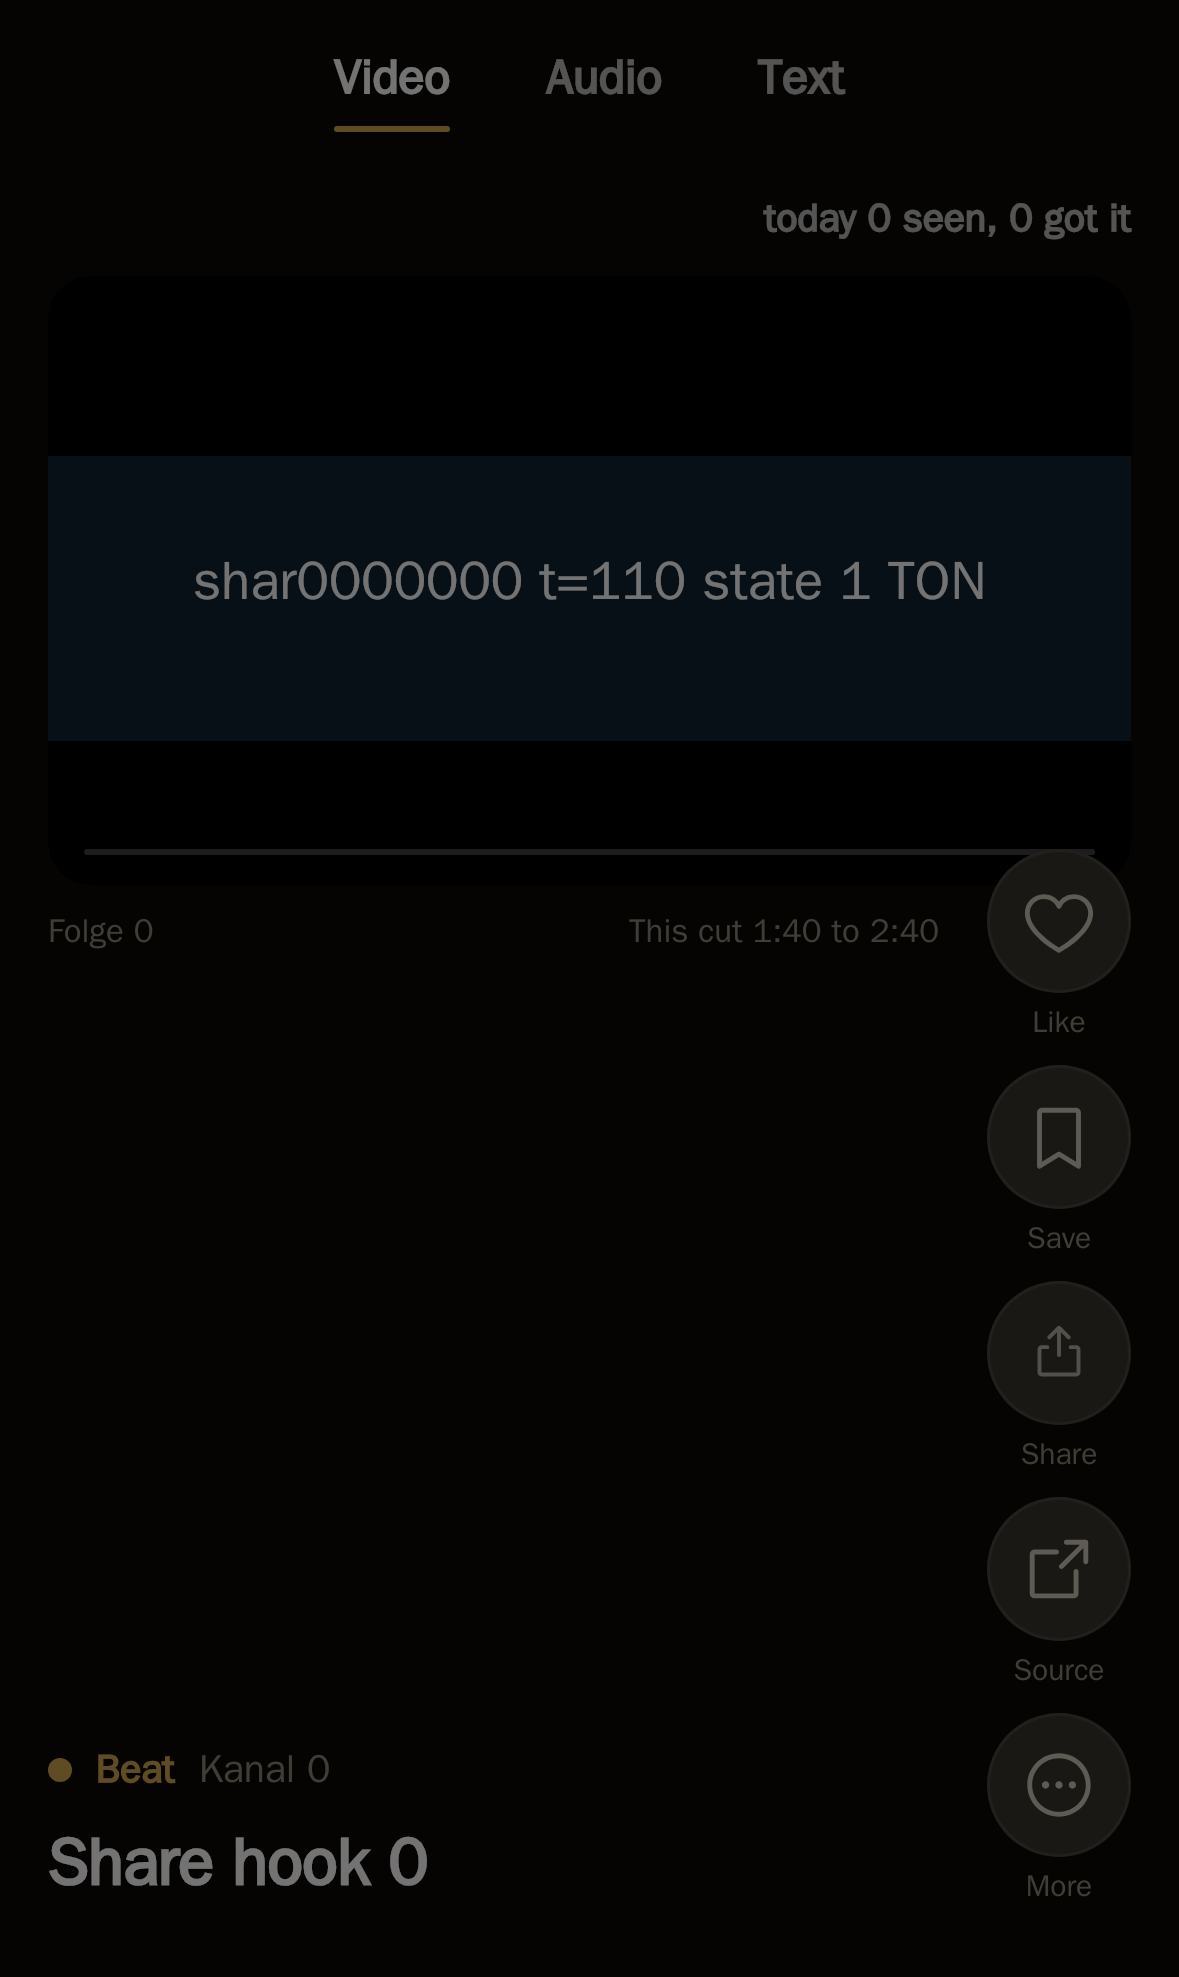 Video Audio Text
today 0 seen, 0 got it
shar0000000 t=110 state 1 TON
Folge 0 This cut 1:40 to 2:40
Like
Save
Share
Source
Beat Kanal 0
Share hook 0
More